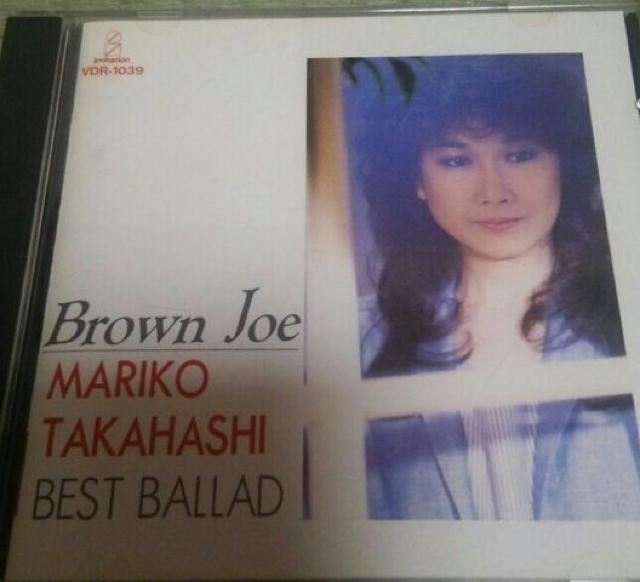 invitation
VDR-1039
Brown Joe
MARIKO
TAKAHASHI
BEST BALLAD